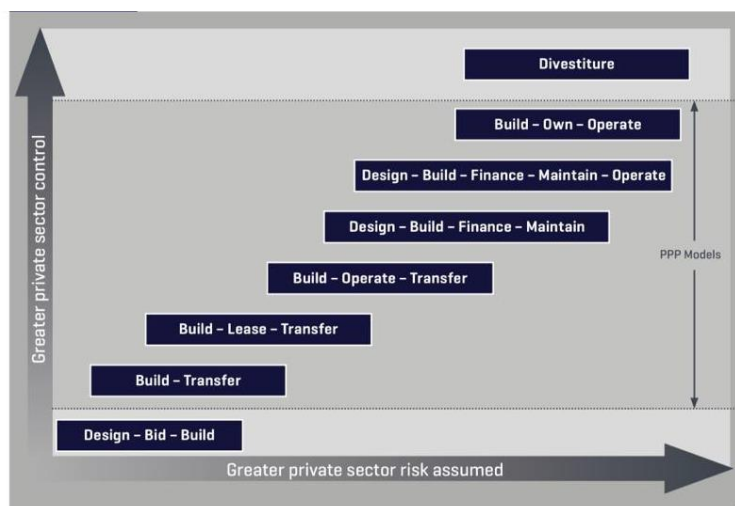 Divestiture
Build – Own – Operate
Design – Build – Finance – Maintain – Operate
Design – Build – Finance – Maintain
PPP Models
Build – Operate – Transfer
Build – Lease – Transfer
Build – Transfer
Design – Bid – Build
Greater private sector control
Greater private sector risk assumed